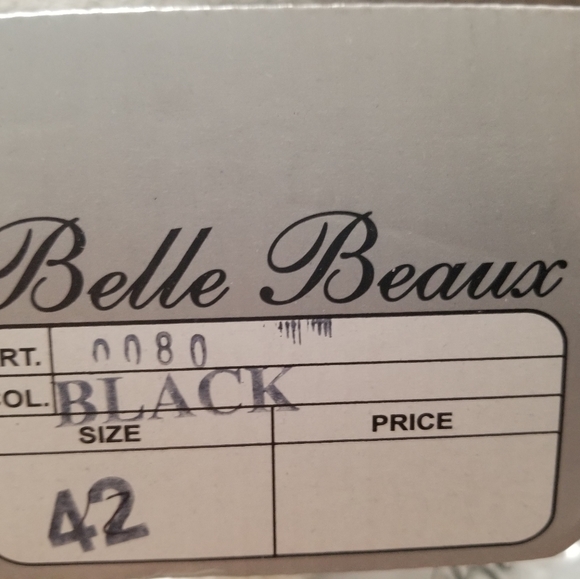 Belle Beaux
RT. 0080
OL. BLACK
SIZE PRICE
42